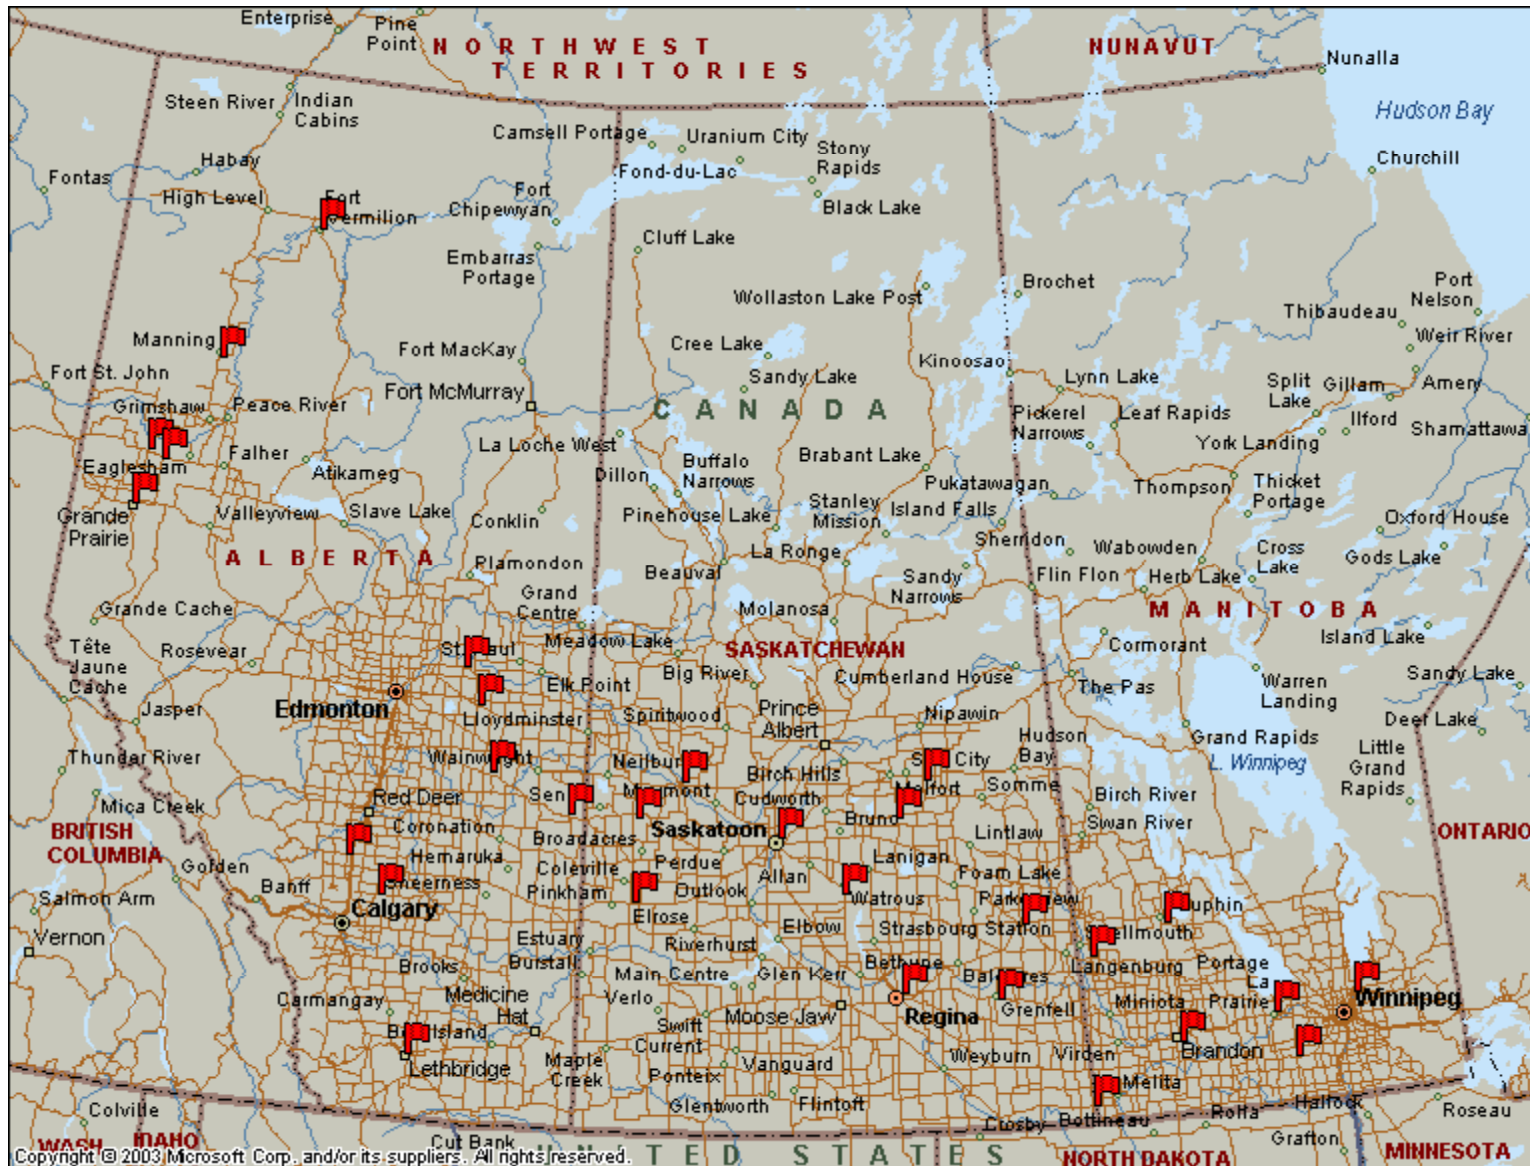 Enterprise
Pine
Point
NORTHWEST
TERRITORIES
NUNAVUT
Nunalla
Hudson Bay
Steen River
Indian
Cabins
Camsell Portage
Uranium City
Stony
Rapids
Fond-du-Lac
Churchill
Habay
Fontas
High Level
Fort
Vermilion
Fort
Chipewyan
Black Lake
Embarras
Portage
Cluff Lake
Wollaston Lake Post
Brochet
Port
Nelson
Thibaudeau
Weir River
Manning
Fort MacKay
Cree Lake
Kinoosao
Fort St. John
Fort McMurray
Sandy Lake
Lynn Lake
Split
Lake
Gillam
Amery
Grimshaw
Peace River
CANADA
Pickerel
Narrows
Leaf Rapids
Ilford
York Landing
Shamattawa
La Loche West
Eaglesham
Falher
Atikameg
Dillon
Buffalo
Narrows
Brabant Lake
Pukatawagan
Thompson
Thicket
Portage
Grande
Prairie
Valleyview
Slave Lake
Conklin
Pinehouse Lake
Stanley
Mission
Island Falls
Oxford House
ALBERTA
Plamondon
La Ronge
Sherridon
Wabowden
Cross
Lake
Gods Lake
Beauval
Sandy
Narrows
Flin Flon
Herb Lake
Grande Cache
Grand
Centre
Molanosa
MANITOBA
Tête
Jaune
Cache
Rosevear
Meadow Lake
SASKATCHEWAN
Cormorant
Island Lake
Elk Point
Big River
Cumberland House
The Pas
Warren
Landing
Sandy Lake
Edmonton
Jasper
Lloydminster
Spiritwood
Prince
Albert
Nipawin
Deer Lake
Thunder River
Wainwright
Birch Hills
Hudson
Bay
Grand Rapids
L. Winnipeg
Little
Grand
Rapids
Mica Creek
Red Deer
Cudworth
Melfort
Somme
Birch River
BRITISH
COLUMBIA
Coronation
Broadacres
Saskatoon
Bruno
Lintlaw
Swan River
ONTARIO
Golden
Hemaruka
Coleville
Perdue
Allan
Lanigan
Foam Lake
Salmon Arm
Banff
Sheerness
Pinkham
Outlook
Watrous
Calgary
Elrose
Elbow
Strasbourg Station
Vernon
Estuary
Riverhurst
Burstall
Brooks
Main Centre
Glen Kerr
Bethune
Langenburg
Portage
La
Prairie
Carmangay
Medicine
Hat
Verlo
Moose Jaw
Regina
Grenfell
Miniota
Winnipeg
Swift
Current
Lethbridge
Maple
Creek
Vanguard
Weyburn
Virden
Brandon
Ponteix
Glentworth
Flintoft
Melita
Colville
Cut Bank
Crosby
Bottineau
Rolla
Hallock
Roseau
Grafton
WASH
IDAHO
UNITED STATES
NORTH DAKOTA
MINNESOTA
Copyright © 2003 Microsoft Corp. and/or its suppliers. All rights reserved.